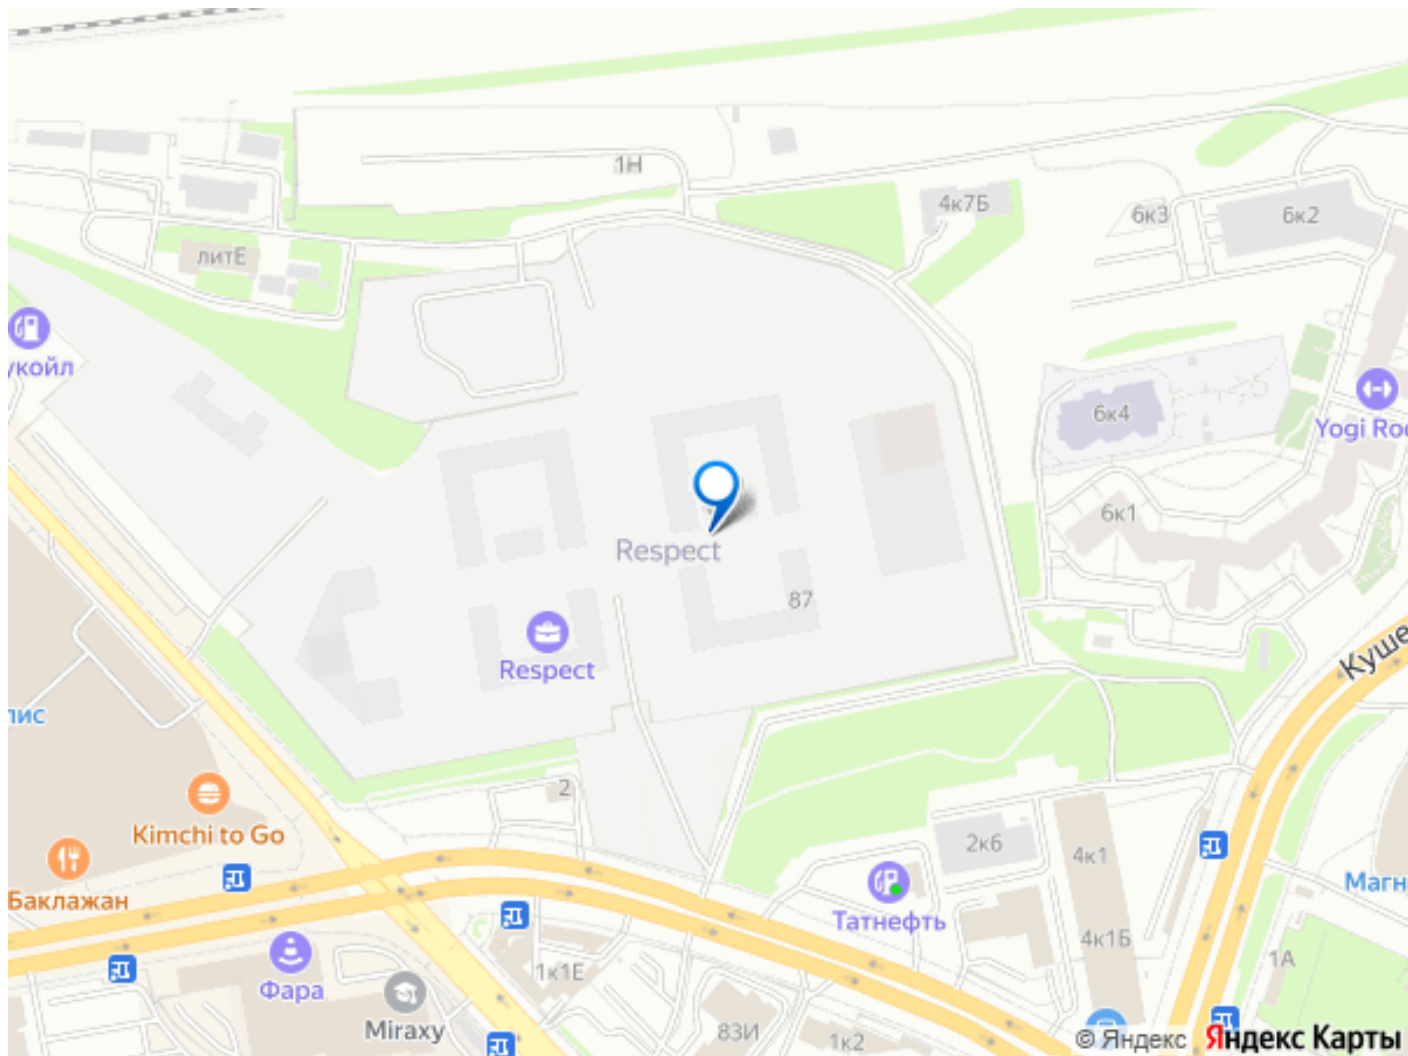 1Н
4к7Б
6к3
6к2
литЕ
укойл
6к4
Yogi Roo
6к1
Respect
87
Respect
Куше
лис
2
Kimchi to Go
2к6
4к1
Баклажан
Татнефть
Магн
4к1Б
1А
Фара
1к1Е
Miraxy
83И
1к2
© Яндекс Яндекс Карты